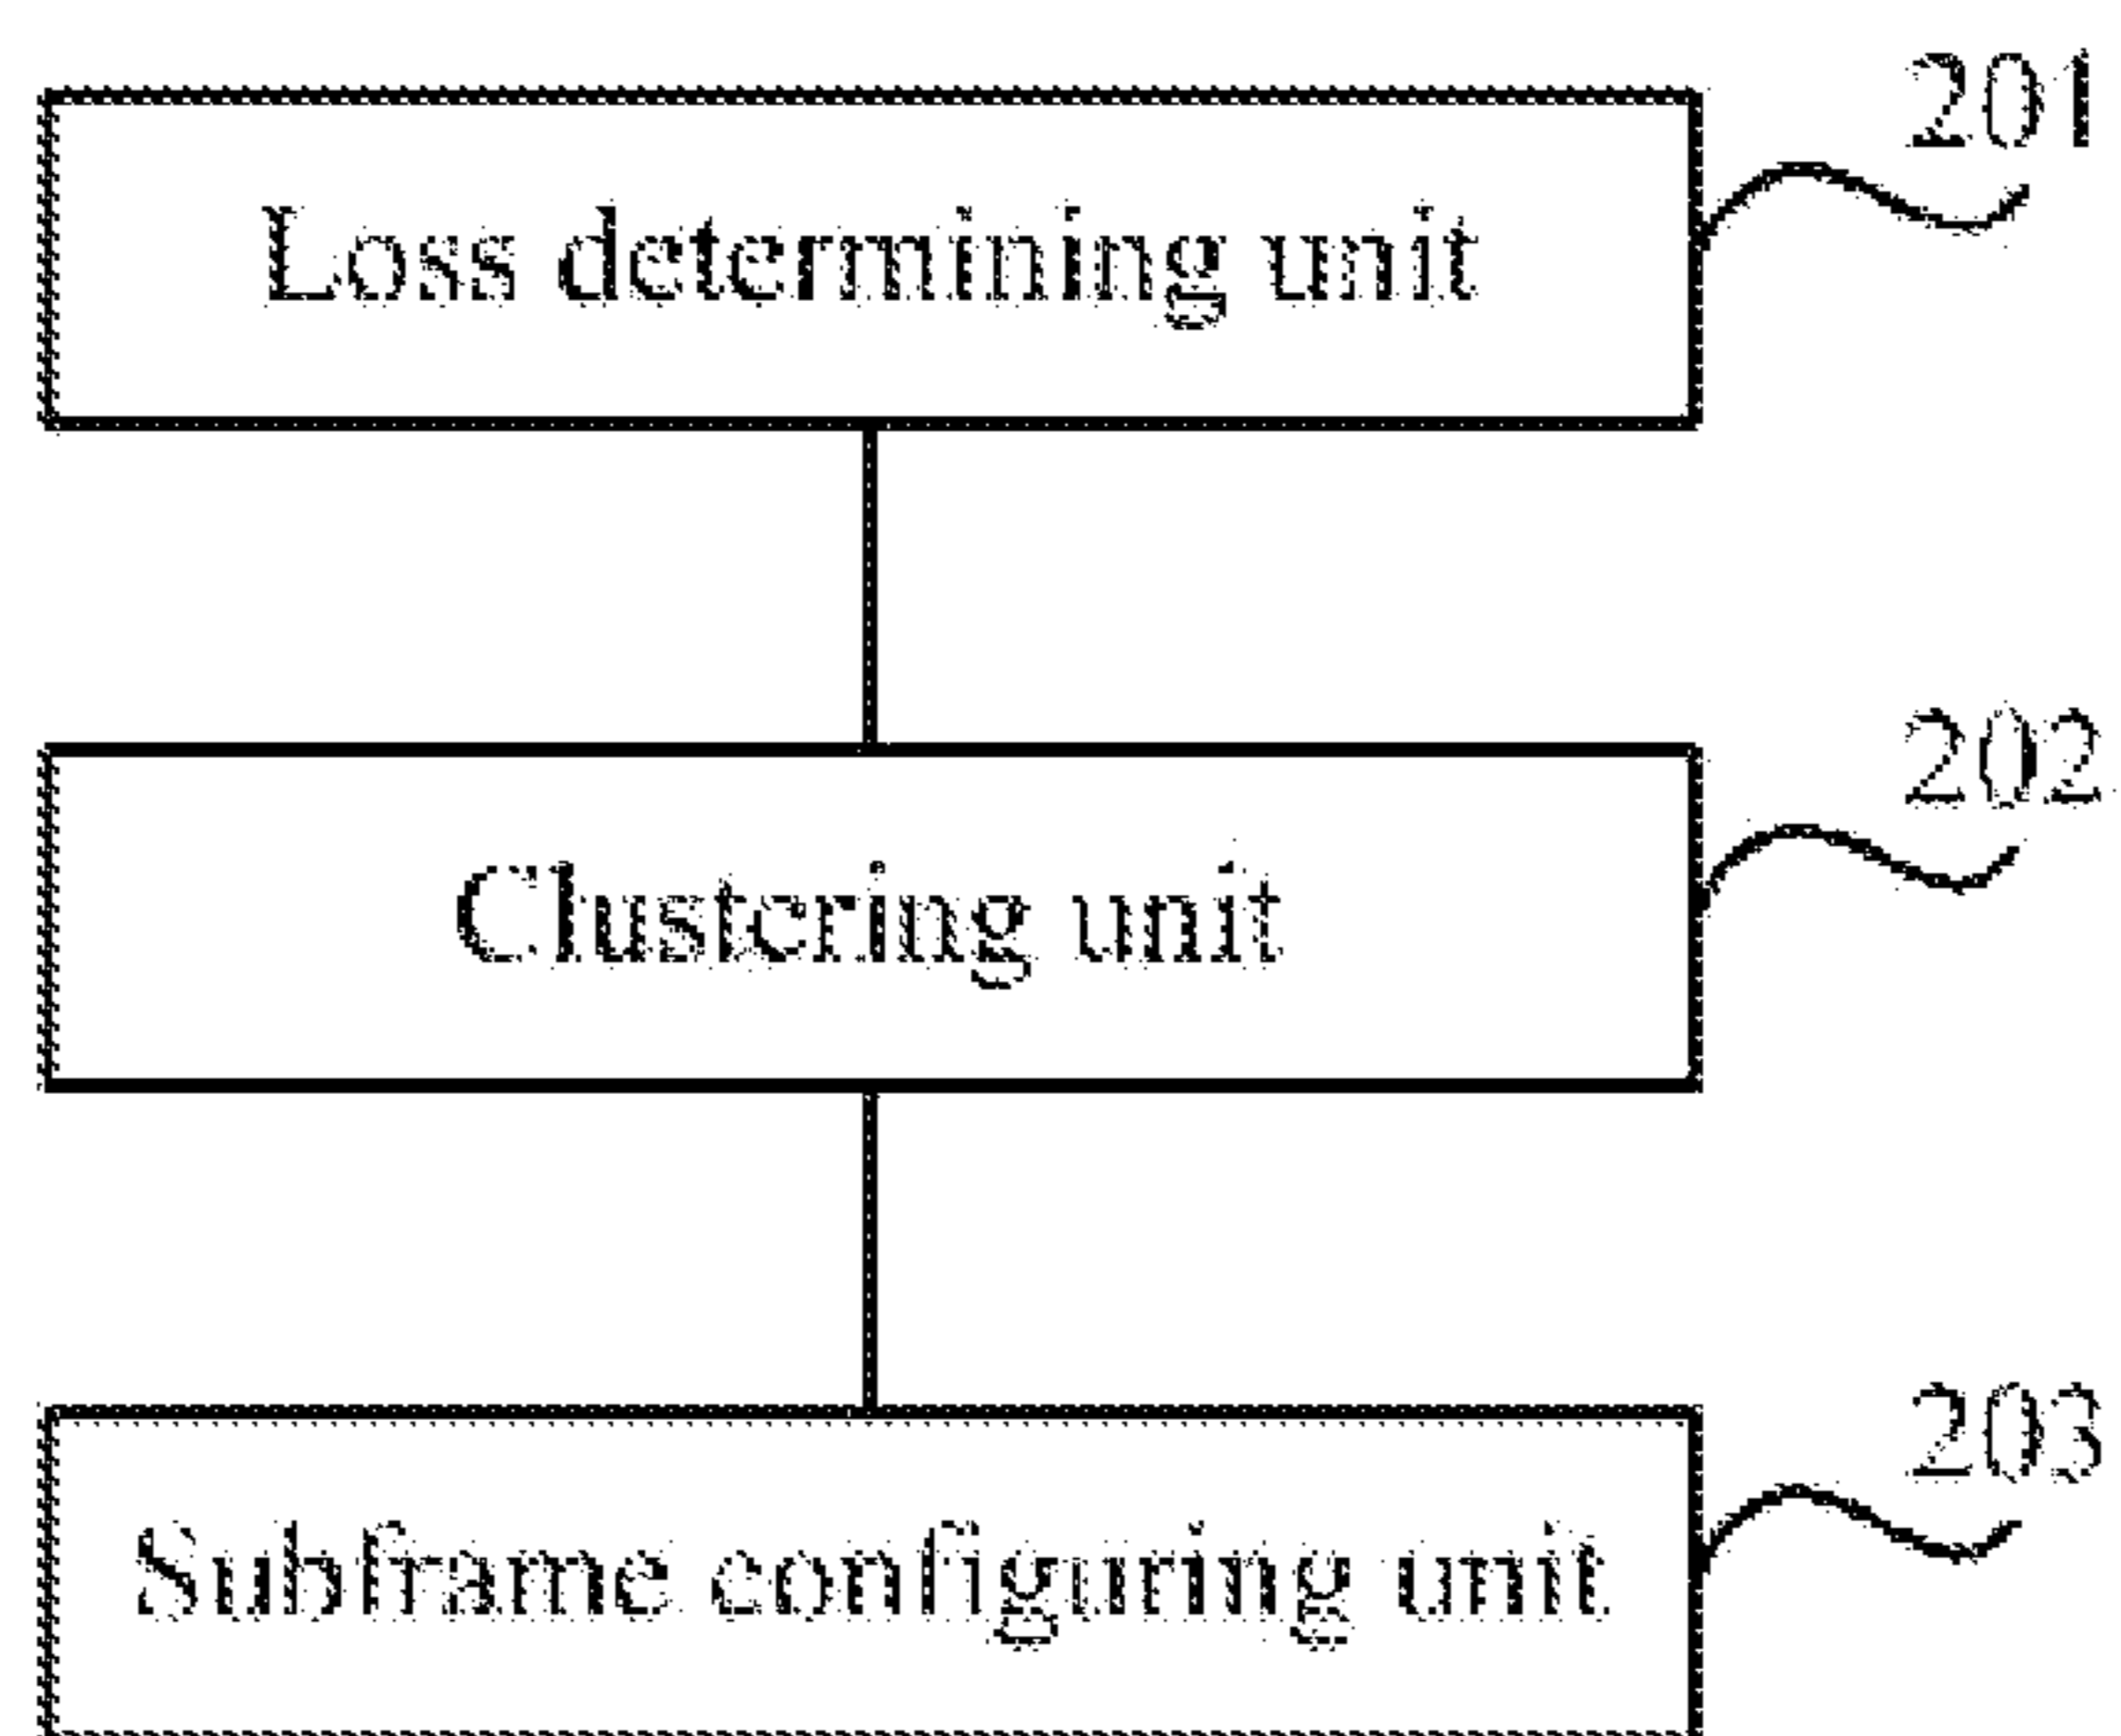 201
Loss determining unit
202
Clustering unit
203
Subframe configuring unit